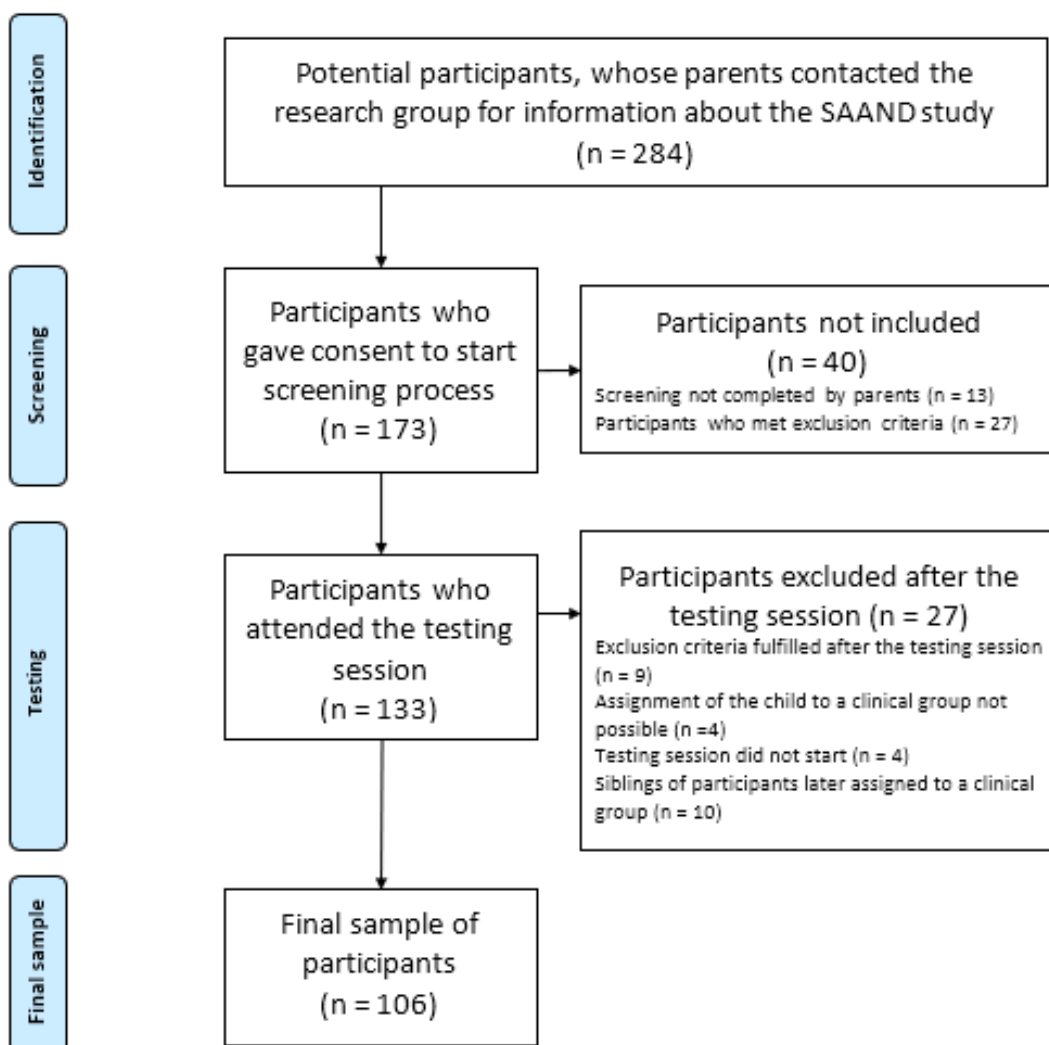 Identification
Potential participants, whose parents contacted the
research group for information about the SAAND study
(n = 284)
Screening
Participants who
gave consent to start
screening process
(n = 173)
Participants not included
(n = 40)
Screening not completed by parents (n = 13)
Participants who met exclusion criteria (n = 27)
Testing
Participants who
attended the testing
session
(n = 133)
Participants excluded after the
testing session (n = 27)
Exclusion criteria fulfilled after the testing session
(n = 9)
Assignment of the child to a clinical group not
possible (n =4)
Testing session did not start (n = 4)
Siblings of participants later assigned to a clinical
group (n = 10)
Final sample
Final sample of
participants
(n = 106)